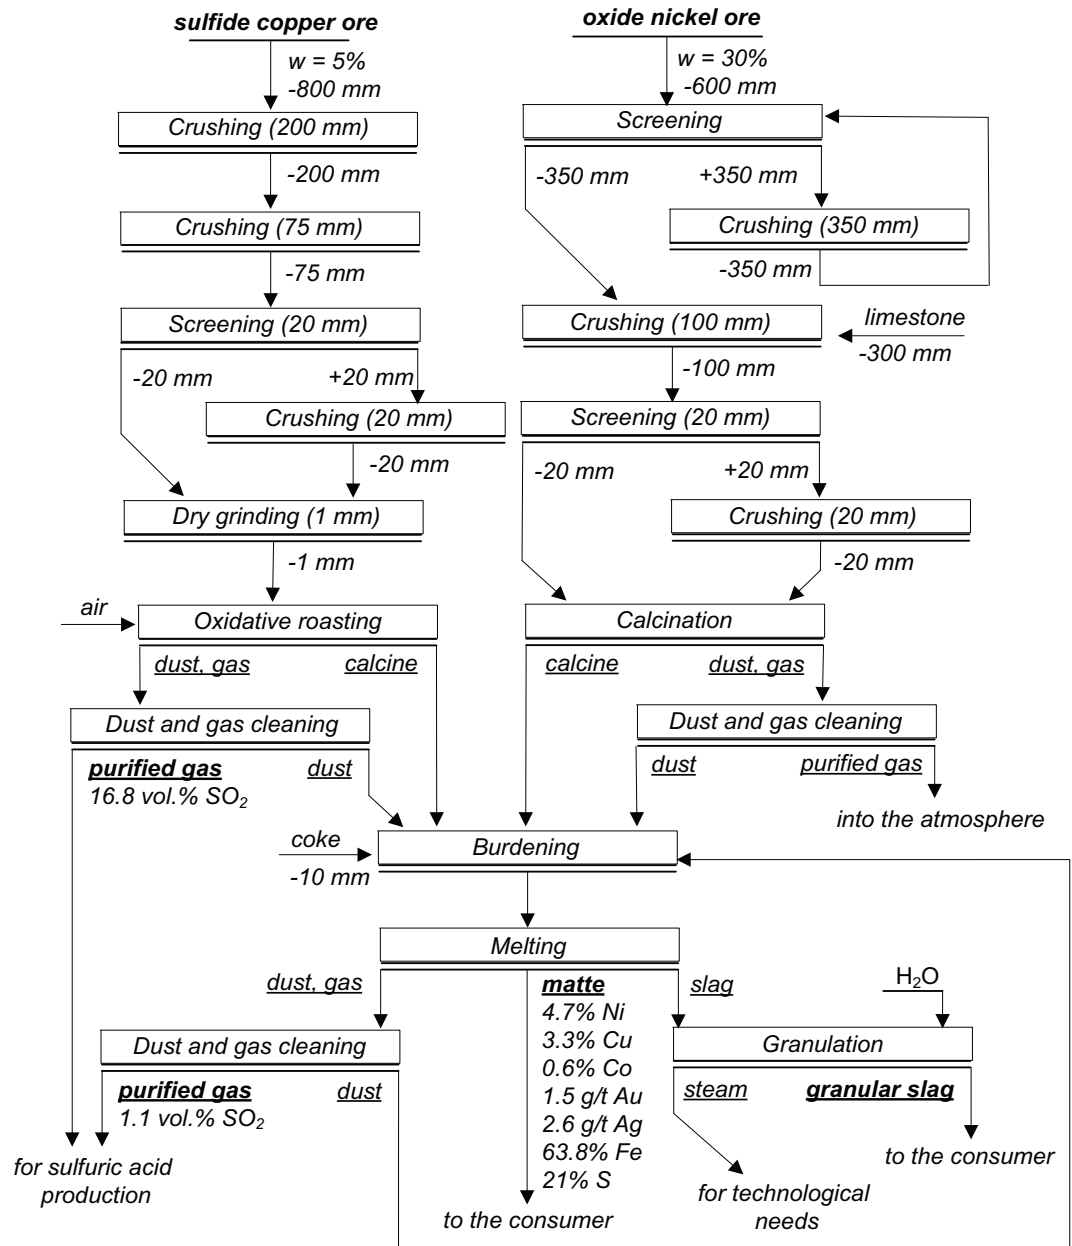 sulfide copper ore
w = 5%
-800 mm
Crushing (200 mm)
-200 mm
Crushing (75 mm)
-75 mm
Screening (20 mm)
-20 mm
+20 mm
Crushing (20 mm)
-20 mm
Dry grinding (1 mm)
-1 mm
air
Oxidative roasting
dust, gas
calcine
Dust and gas cleaning
purified gas
16.8 vol.% SO₂
dust
oxide nickel ore
w = 30%
-600 mm
Screening
-350 mm
+350 mm
Crushing (350 mm)
-350 mm
Crushing (100 mm)
limestone
-300 mm
-100 mm
Screening (20 mm)
-20 mm
+20 mm
Crushing (20 mm)
-20 mm
Calcination
calcine
dust, gas
Dust and gas cleaning
dust
purified gas
into the atmosphere
coke
-10 mm
Burdening
Melting
dust, gas
matte
4.7% Ni
3.3% Cu
0.6% Co
1.5 g/t Au
2.6 g/t Ag
63.8% Fe
21% S
to the consumer
slag
H₂O
Dust and gas cleaning
purified gas
1.1 vol.% SO₂
dust
for sulfuric acid
production
Granulation
steam
granular slag
for technological
needs
to the consumer